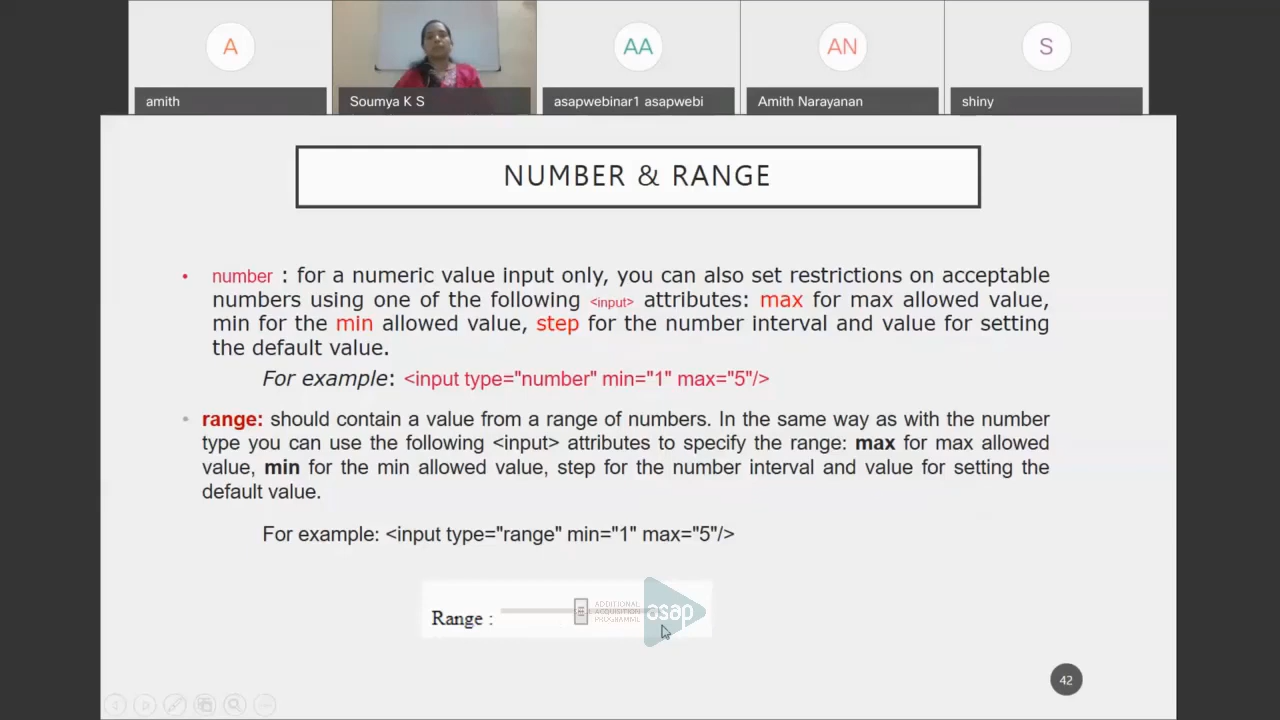 A
AA
AN
S
amith
Soumya K S
asapwebinar1 asapwebi
Amith Narayanan
shiny
NUMBER & RANGE
• number : for a numeric value input only, you can also set restrictions on acceptable
numbers using one of the following <input> attributes: max for max allowed value,
min for the min allowed value, step for the number interval and value for setting
the default value.
For example: <input type="number" min="1" max="5"/>
• range: should contain a value from a range of numbers. In the same way as with the number
type you can use the following <input> attributes to specify the range: max for max allowed
value, min for the min allowed value, step for the number interval and value for setting the
default value.
For example: <input type="range" min="1" max="5"/>
Range :
ADDITIONAL
ACQUISITION
PROGRAMME
asap
42